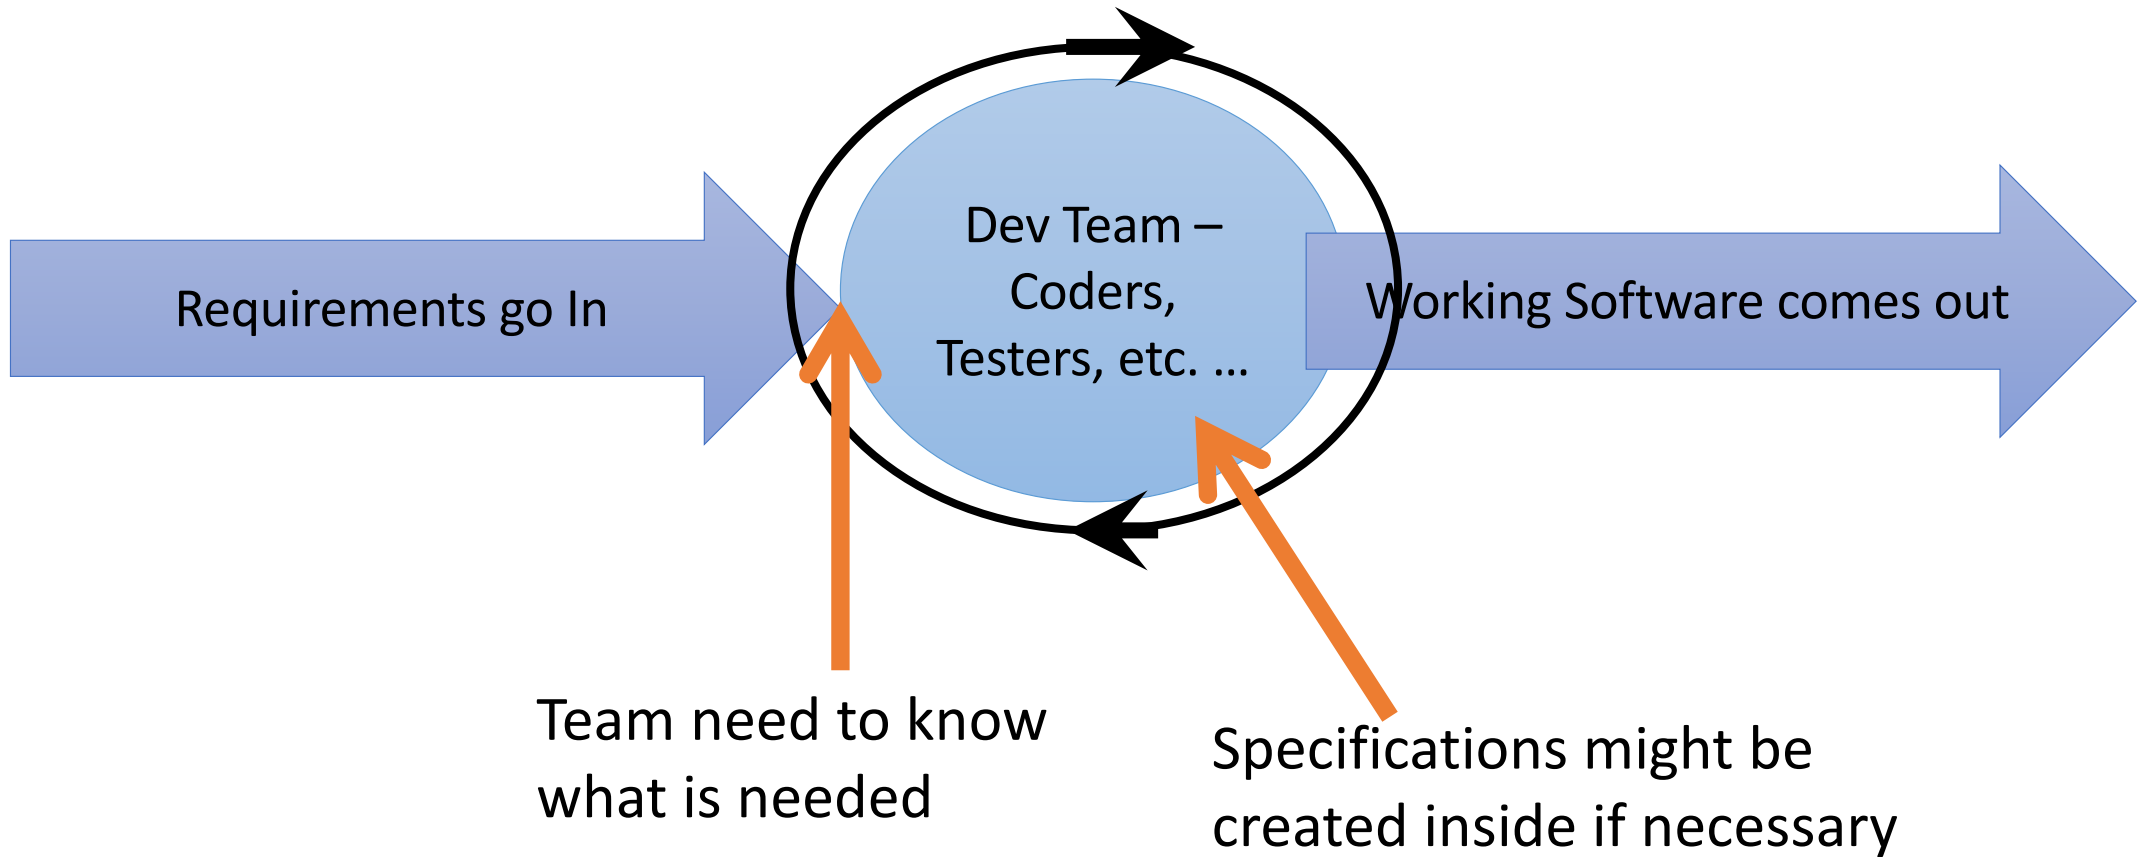 Dev Team –
Coders,
Testers, etc. …
Requirements go In
Working Software comes out
Team need to know
what is needed
Specifications might be
created inside if necessary